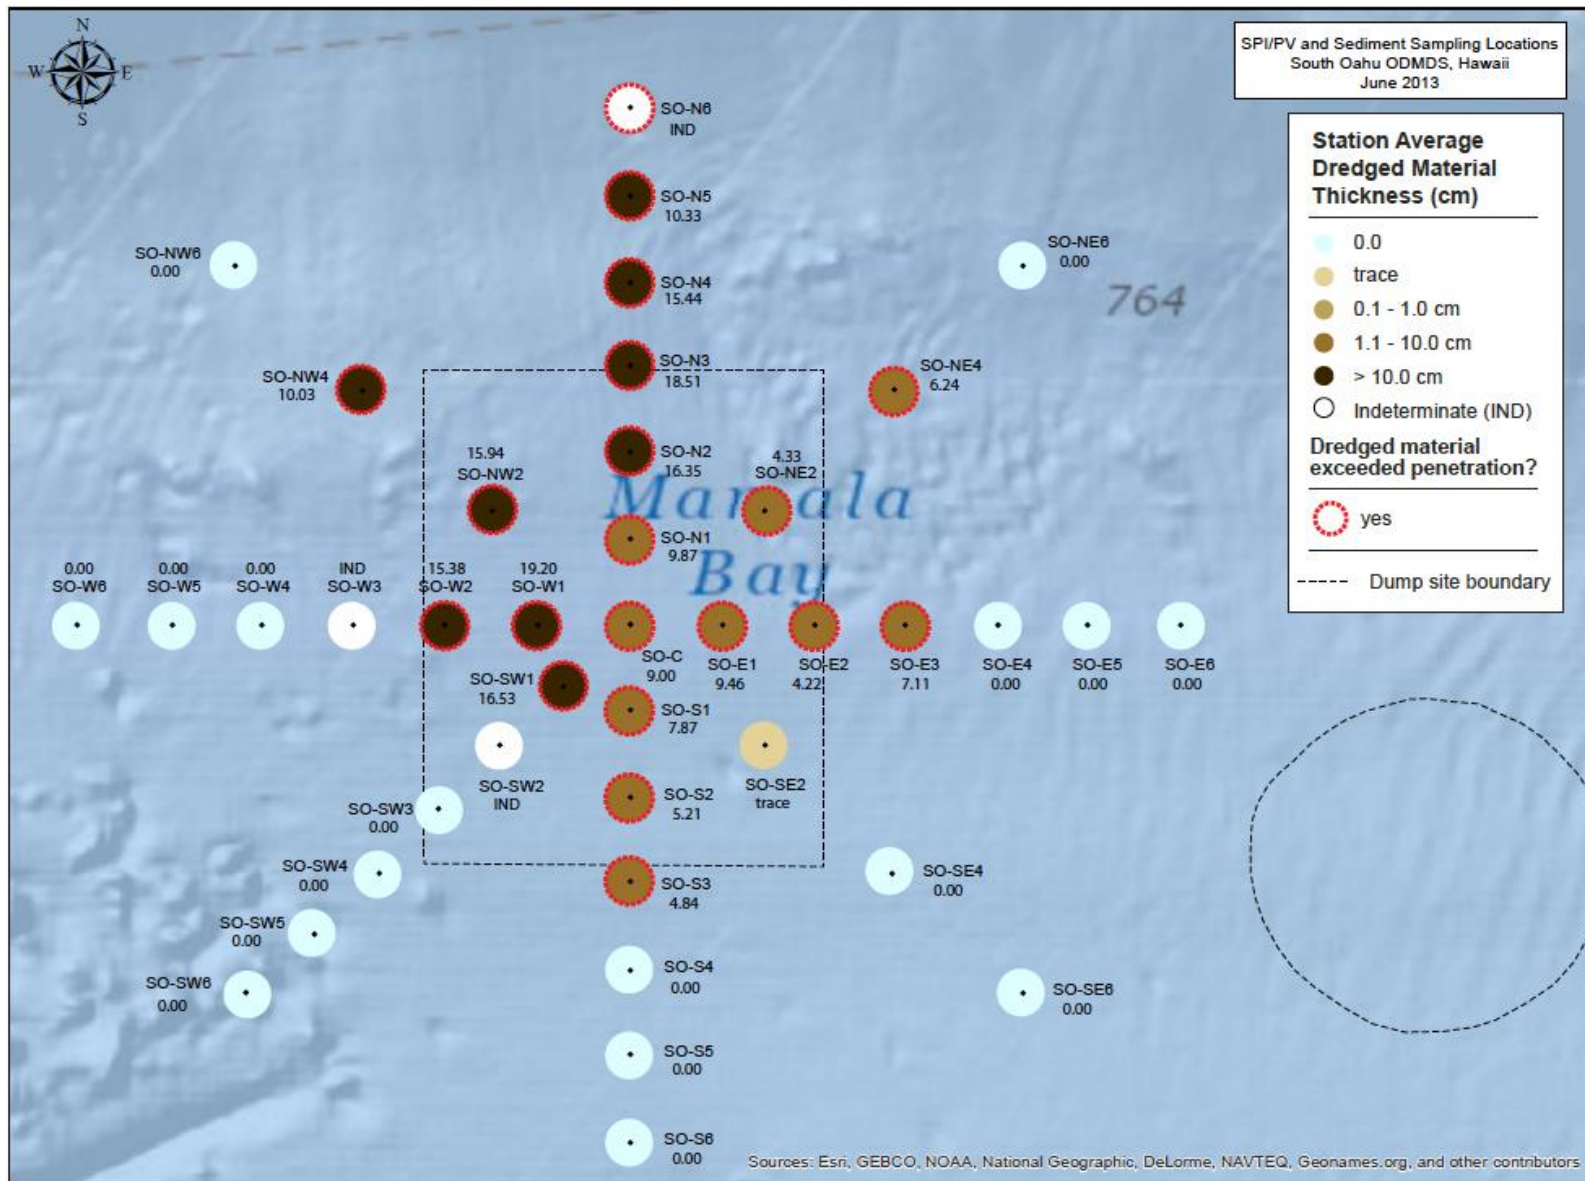 N
W E
S
SPI/PV and Sediment Sampling Locations
South Oahu ODMDS, Hawaii
June 2013
Station Average
Dredged Material
Thickness (cm)
0.0
trace
0.1 - 1.0 cm
1.1 - 10.0 cm
> 10.0 cm
Indeterminate (IND)
Dredged material
exceeded penetration?
yes
Dump site boundary
SO-N6
IND
SO-N5
10.33
SO-NW6
0.00
SO-NE6
0.00
SO-N4
15.44
764
SO-N3
18.51
SO-NW4
10.03
SO-NE4
6.24
SO-N2
16.35
15.94
SO-NW2
4.33
SO-NE2
Mamala
Bay
SO-N1
9.87
0.00
SO-W6
0.00
SO-W5
0.00
SO-W4
IND
SO-W3
15.38
SO-W2
19.20
SO-W1
SO-C
9.00
SO-E1
9.46
SO-E2
4.22
SO-E3
7.11
SO-E4
0.00
SO-E5
0.00
SO-E6
0.00
SO-SW1
16.53
SO-S1
7.87
SO-SW2
IND
SO-SE2
trace
SO-SW3
0.00
SO-S2
5.21
SO-SW4
0.00
SO-S3
4.84
SO-SE4
0.00
SO-SW5
0.00
SO-SW6
0.00
SO-S4
0.00
SO-SE6
0.00
SO-S5
0.00
SO-S6
0.00
Sources: Esri, GEBCO, NOAA, National Geographic, DeLorme, NAVTEQ, Geonames.org, and other contributors